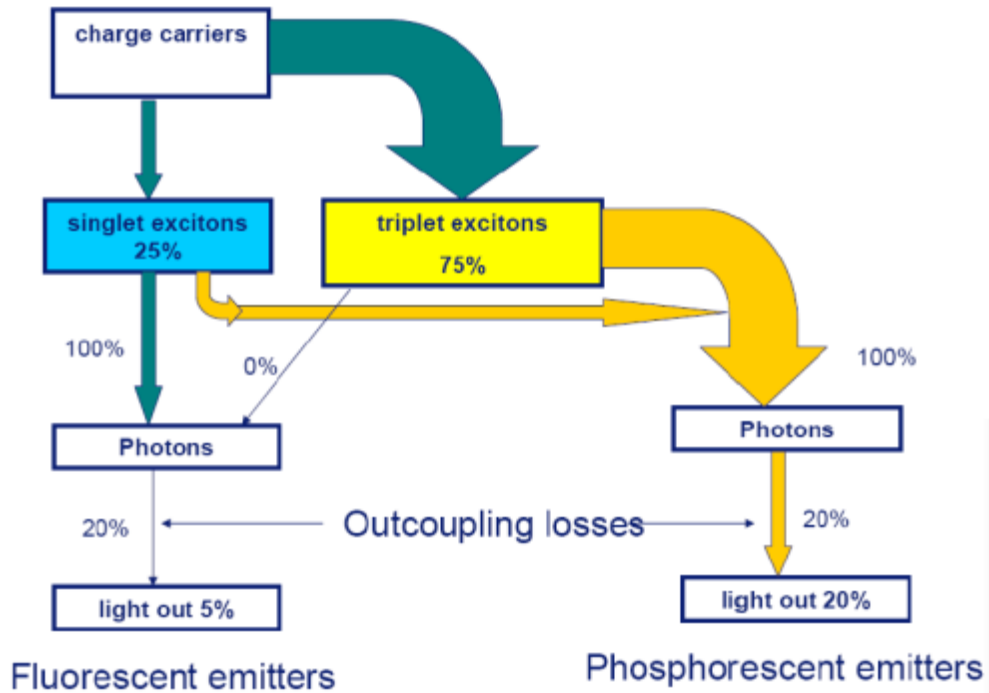 charge carriers
singlet excitons
25%
triplet excitons
75%
100%
0%
100%
Photons
Photons
20%
Outcoupling losses
20%
light out 5%
light out 20%
Fluorescent emitters
Phosphorescent emitters